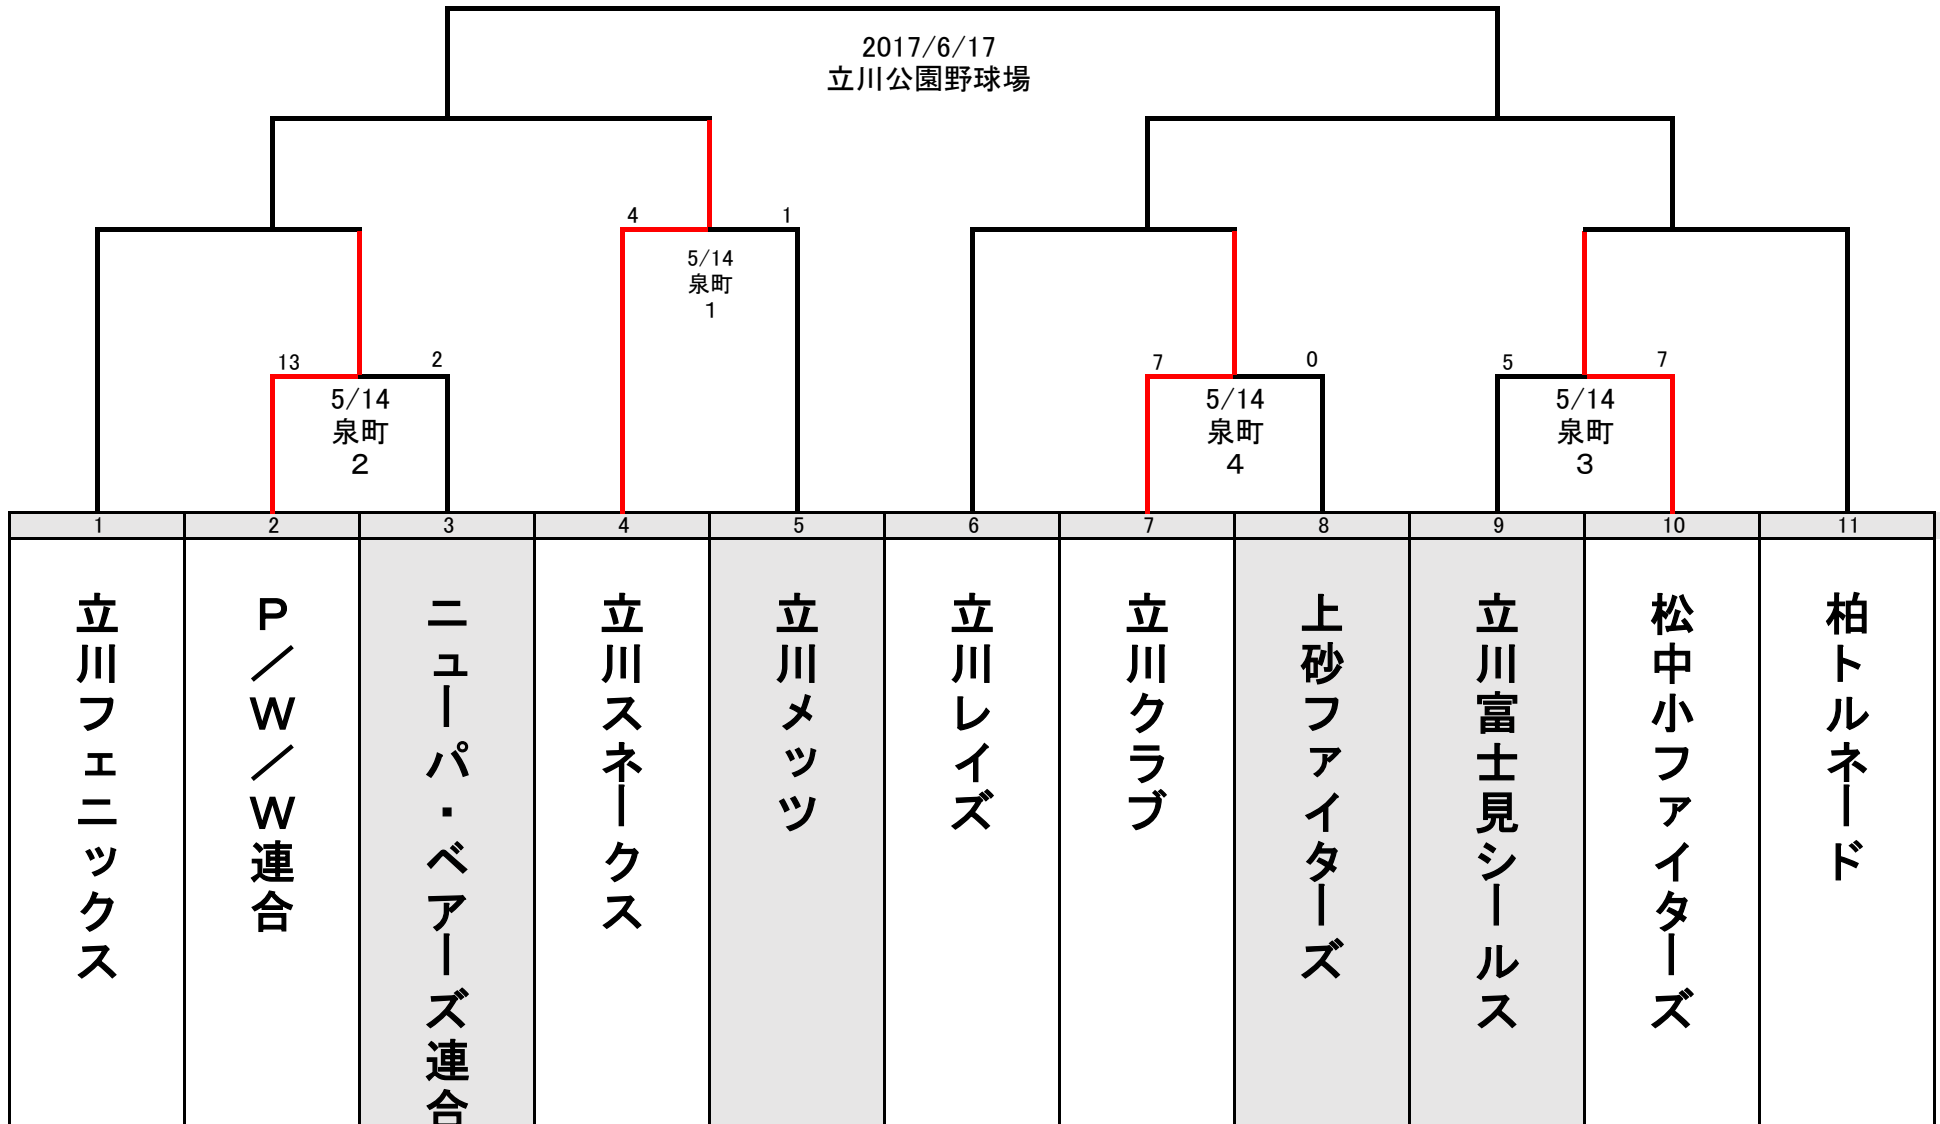 2017/6/17
立川公園野球場
4
1
5/14
泉町
1
13
2
5/14
泉町
2
7
0
5/14
泉町
4
5
7
5/14
泉町
3
1
2
3
4
5
6
7
8
9
10
11
立川フェニックス
P／W／W連合
ニューパ・ベアーズ連合
立川スネークス
立川メッツ
立川レイズ
立川クラブ
上砂ファイターズ
立川富士見シールス
松中小ファイターズ
柏トルネード